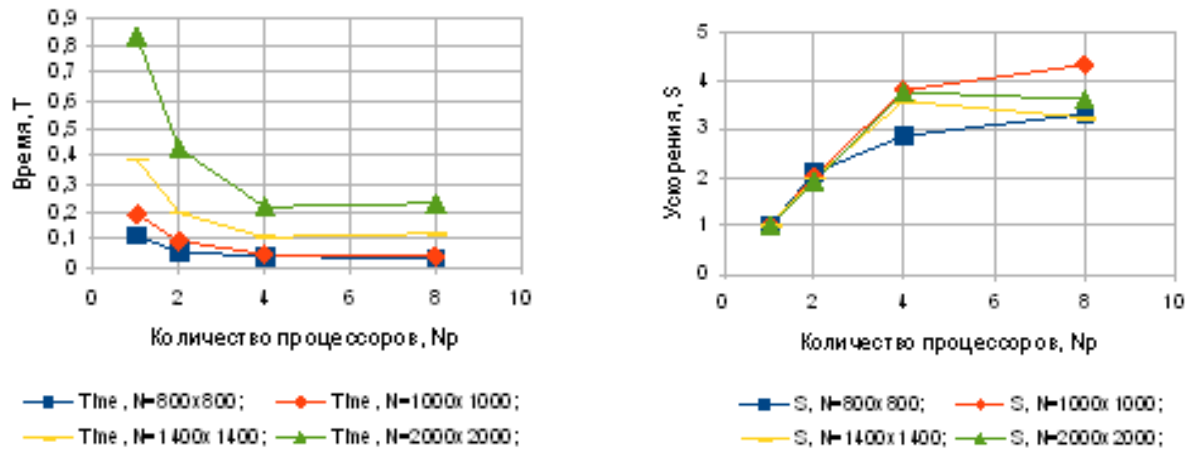 0,9
0,8
0,7
0,6
0,5
0,4
0,3
0,2
0,1
0
Время, T
0 2 4 6 8 10
Количество процессоров, Np
TIme, N=800x800; TIme, N=1000x1000;
TIme, N=1400x1400; TIme, N=2000x2000;
5
4
3
2
1
0
Ускорения, S
0 2 4 6 8 10
Количество процессоров, Np
S, N=800x800; S, N=1000x1000;
S, N=1400x1400; S, N=2000x2000;